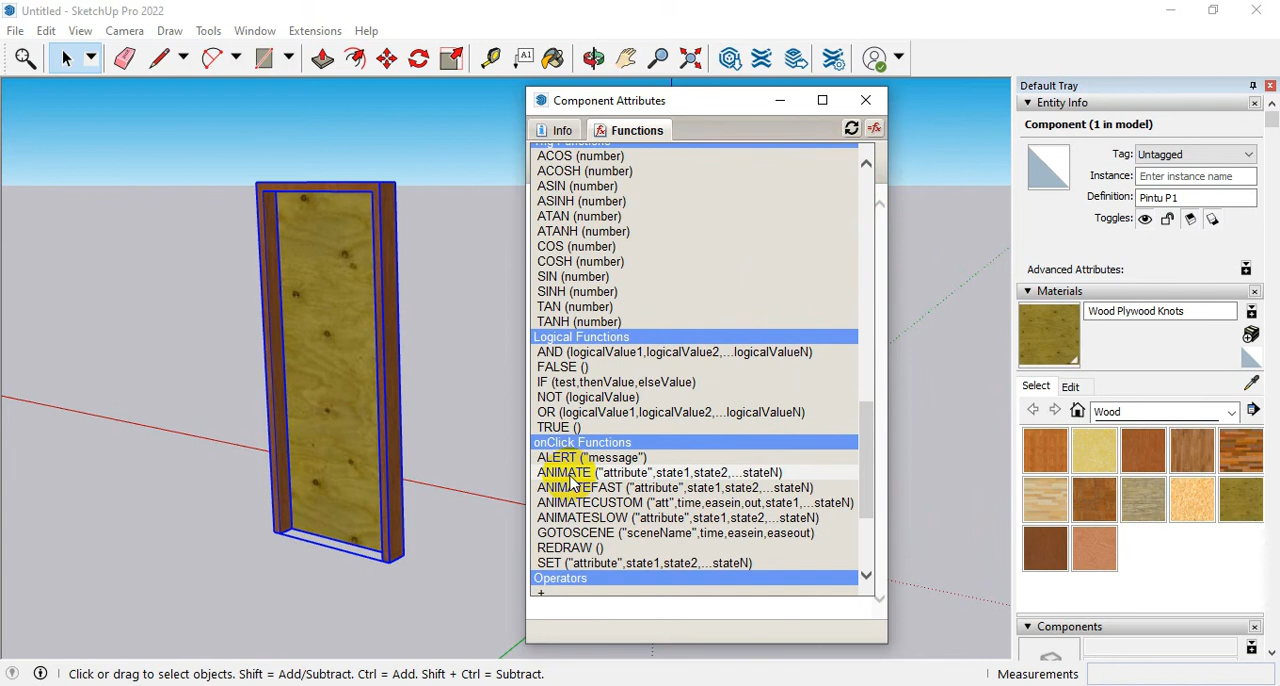 Untitled - SketchUp Pro 2022
File Edit View Camera Draw Tools Window Extensions Help
A1
Component Attributes
Info Functions
=fx
Trig Functions
ACOS (number)
ACOSH (number)
ASIN (number)
ASINH (number)
ATAN (number)
ATANH (number)
COS (number)
COSH (number)
SIN (number)
SINH (number)
TAN (number)
TANH (number)
Logical Functions
AND (logicalValue1,logicalValue2,...logicalValueN)
FALSE ()
IF (test,thenValue,elseValue)
NOT (logicalValue)
OR (logicalValue1,logicalValue2,...logicalValueN)
TRUE ()
onClick Functions
ALERT ("message")
ANIMATE ("attribute",state1,state2,...stateN)
ANIMATEFAST ("attribute",state1,state2,...stateN)
ANIMATECUSTOM ("att",time,easein,out,state1,...stateN)
ANIMATESLOW ("attribute",state1,state2,...stateN)
GOTOSCENE ("sceneName",time,easein,easeout)
REDRAW ()
SET ("attribute",state1,state2,...stateN)
Operators
+
Default Tray
Entity Info
Component (1 in model)
Tag: Untagged
Instance: Enter instance name
Definition: Pintu P1
Toggles:
Advanced Attributes:
Materials
Wood Plywood Knots
Select Edit
Wood
Components
Click or drag to select objects. Shift = Add/Subtract. Ctrl = Add. Shift + Ctrl = Subtract.
Measurements